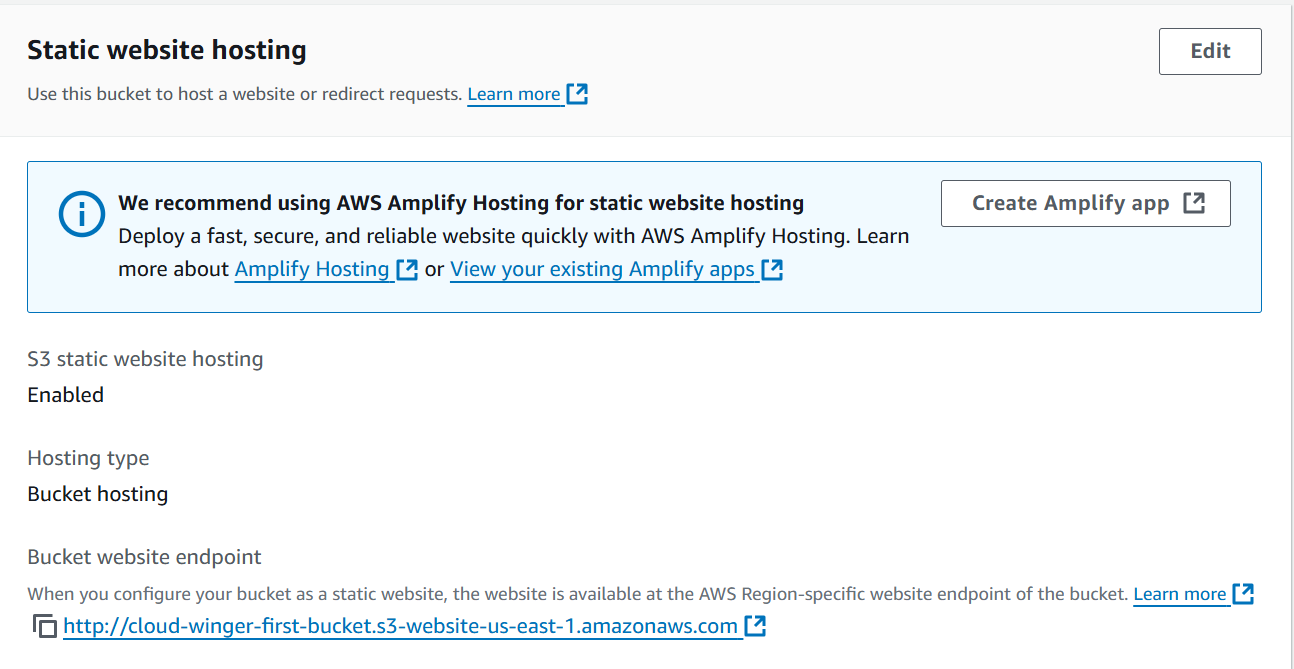 Static website hosting
Edit
Use this bucket to host a website or redirect requests. Learn more
We recommend using AWS Amplify Hosting for static website hosting
Create Amplify app
Deploy a fast, secure, and reliable website quickly with AWS Amplify Hosting. Learn
more about Amplify Hosting or View your existing Amplify apps
S3 static website hosting
Enabled
Hosting type
Bucket hosting
Bucket website endpoint
When you configure your bucket as a static website, the website is available at the AWS Region-specific website endpoint of the bucket. Learn more
http://cloud-winger-first-bucket.s3-website-us-east-1.amazonaws.com